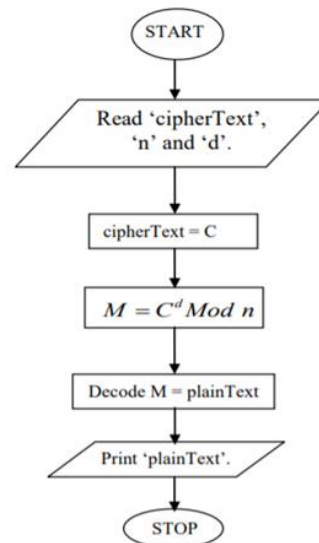 START
Read ‘cipherText’,
‘n’ and ‘d’.
cipherText = C
M = C^d Mod n
Decode M = plainText
Print ‘plainText’.
STOP